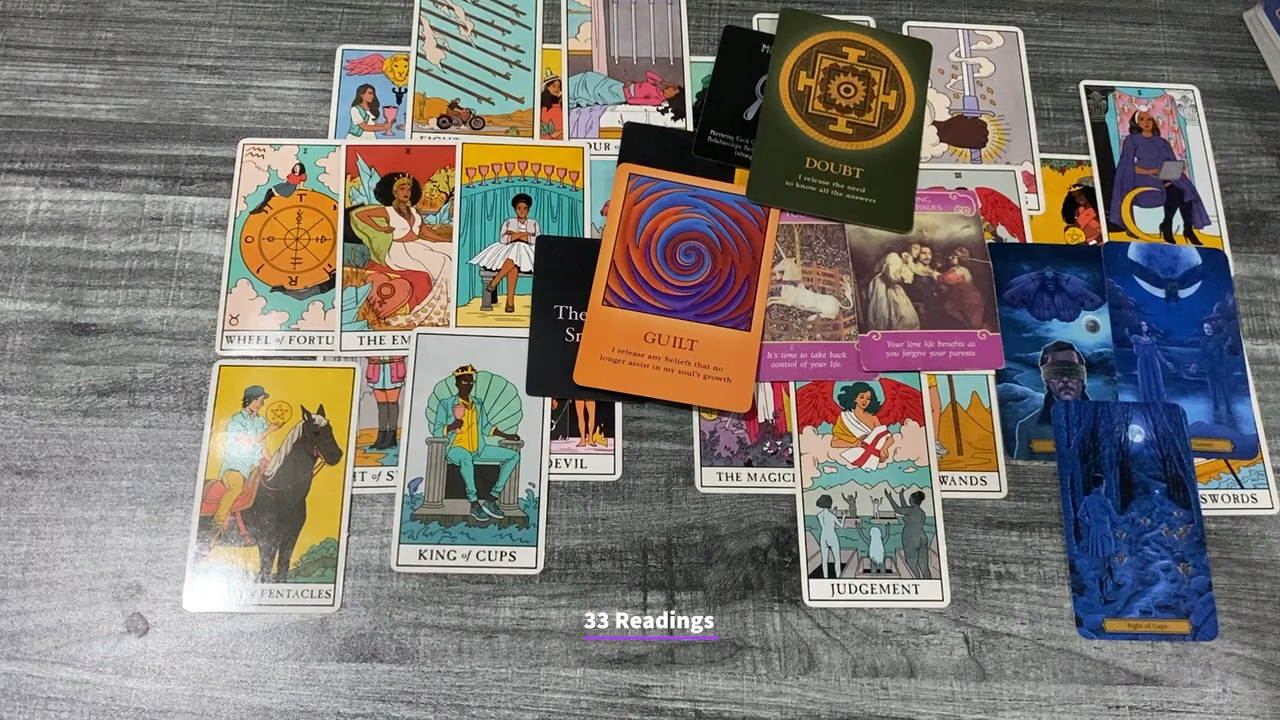 DOUBT
I release the need
to know all the answers
WHEEL of FORTU
THE EM
The
GUILT
I release any beliefs that no
longer assist in my soul's growth
It's time to take back
control of your life.
Your love life benefits as
you forgive your parents
DEVIL
THE MAGICI
WANDS
SWORDS
KING of CUPS
PENTACLES
JUDGEMENT
Eight of Cups
33 Readings